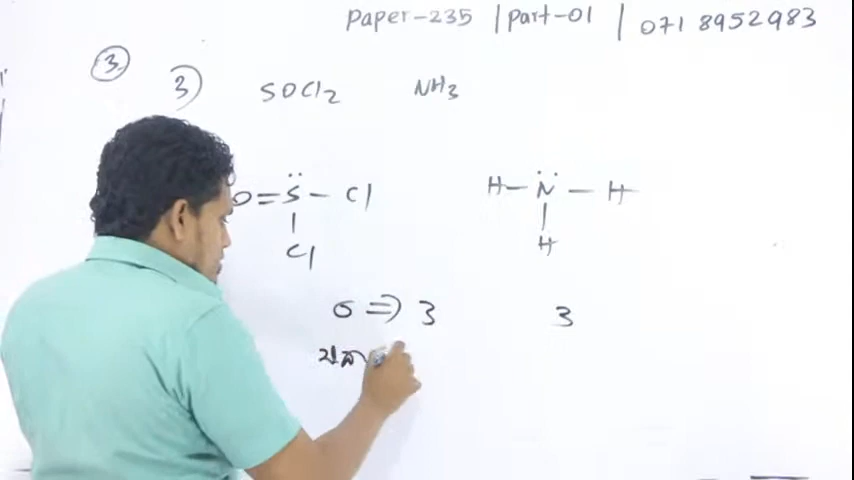 Paper-235 | Part-01 | 071 8952983
③
3) SOCl2 NH3
O=S̈–Cl H–N̈–H
| |
Cl H
σ ⇒ 3 3